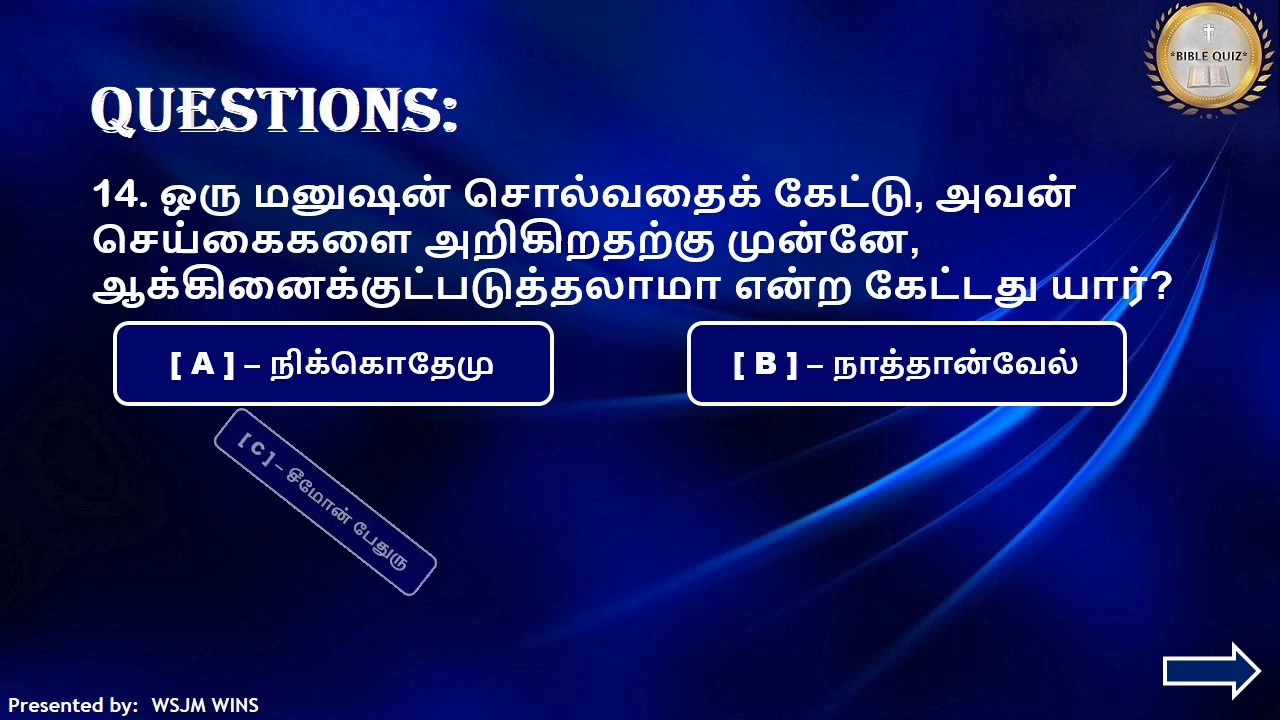 *BIBLE QUIZ*
QUESTIONS:
14. ஒரு மனுஷன் சொல்வதைக் கேட்டு, அவன்
செய்கைகளை அறிகிறதற்கு முன்னே,
ஆக்கினைக்குட்படுத்தலாமா என்ற கேட்டது யார்?
[ A ] – நிக்கொதேமு
[ B ] – நாத்தான்வேல்
[ C ] – சீமோன் பேதுரு
Presented by: WSJM WINS